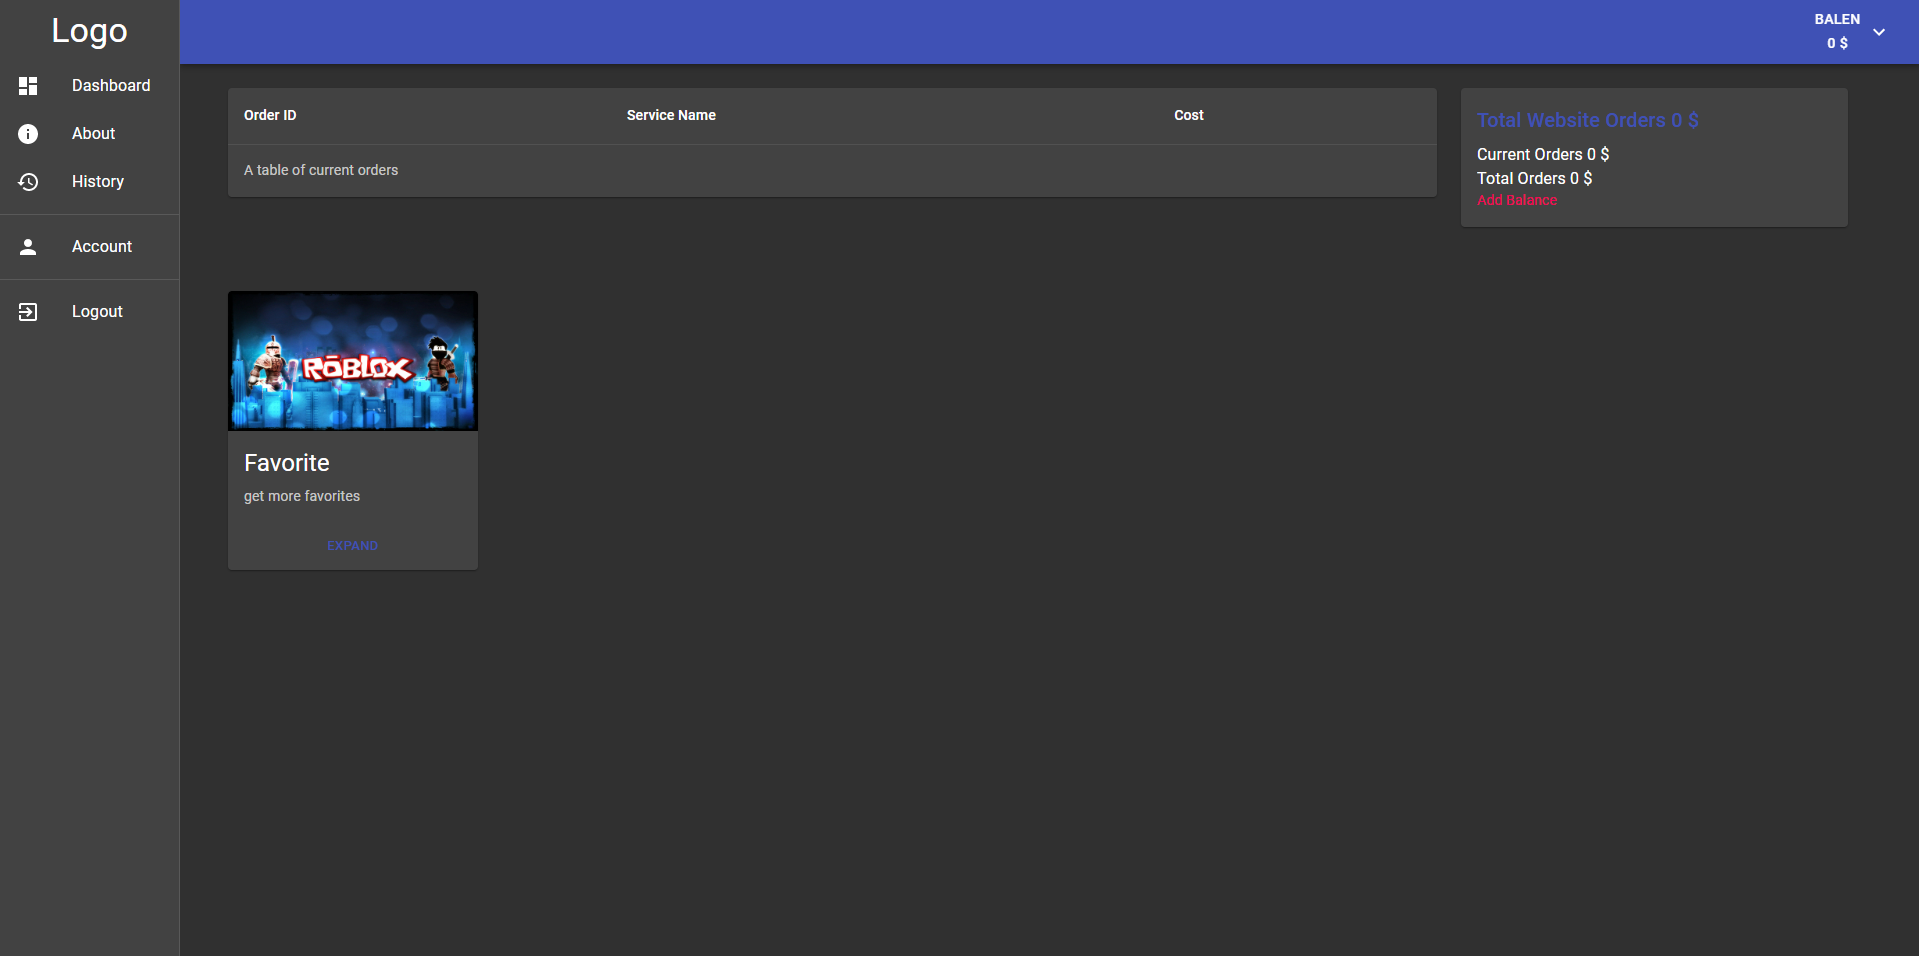 Logo
Dashboard
About
History
Account
Logout
BALEN
0 $
Order ID Service Name Cost
A table of current orders
Total Website Orders 0 $
Current Orders 0 $
Total Orders 0 $
Add Balance
ROBLOX
Favorite
get more favorites
EXPAND